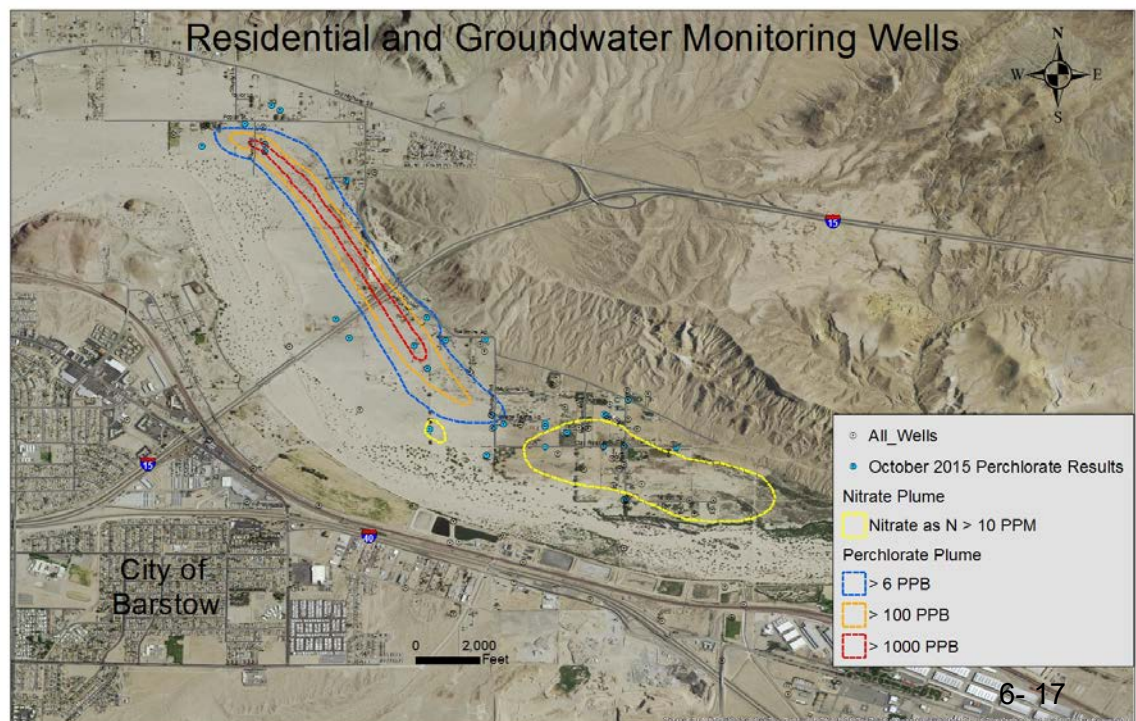 Residential and Groundwater Monitoring Wells
N
W E
S
15
15
40
City of
Barstow
0 2,000
Feet
All_Wells
October 2015 Perchlorate Results
Nitrate Plume
Nitrate as N > 10 PPM
Perchlorate Plume
> 6 PPB
> 100 PPB
> 1000 PPB
6- 17